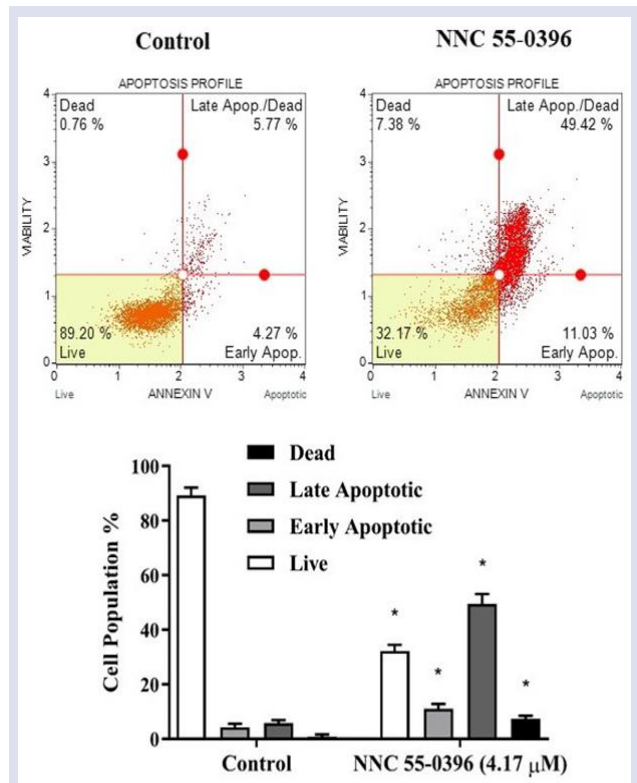 Control
NNC 55-0396
APOPTOSIS PROFILE
Dead
0.76 %
Late Apop./Dead
5.77 %
89.20 %
Live
4.27 %
Early Apop.
VIABILITY
4
3
2
1
0
0 1 2 3 4
Live
ANNEXIN V
Apoptotic
APOPTOSIS PROFILE
Dead
7.38 %
Late Apop./Dead
49.42 %
32.17 %
Live
11.03 %
Early Apop.
VIABILITY
4
3
2
1
0
0 1 2 3 4
Live
ANNEXIN V
Apoptotic
Cell Population %
100
80
60
40
20
0
Dead
Late Apoptotic
Early Apoptotic
Live
*
*
*
*
Control
NNC 55-0396 (4.17 µM)